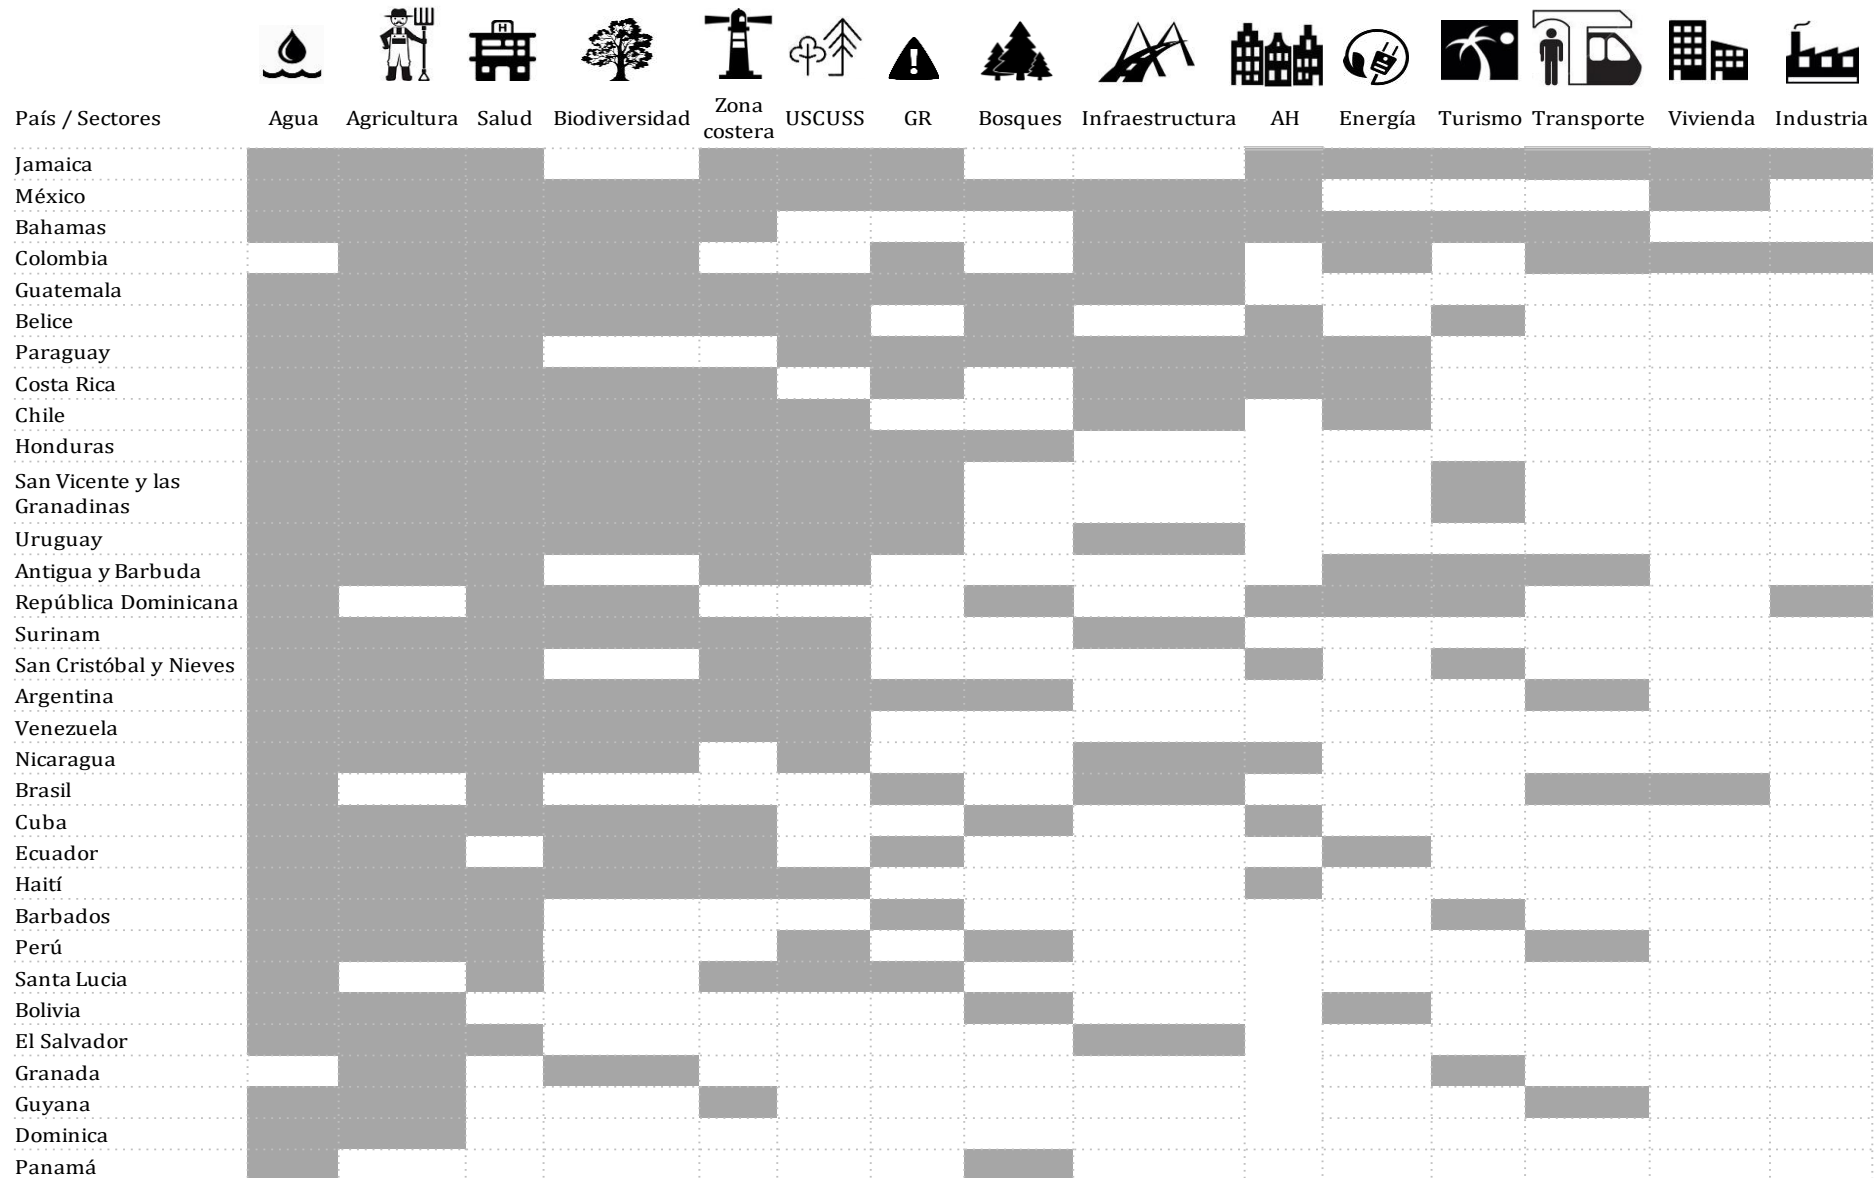 H
País / Sectores Agua Agricultura Salud Biodiversidad Zona costera USCUSS GR Bosques Infraestructura AH Energía Turismo Transporte Vivienda Industria
Jamaica
México
Bahamas
Colombia
Guatemala
Belice
Paraguay
Costa Rica
Chile
Honduras
San Vicente y las
Granadinas
Uruguay
Antigua y Barbuda
República Dominicana
Surinam
San Cristóbal y Nieves
Argentina
Venezuela
Nicaragua
Brasil
Cuba
Ecuador
Haití
Barbados
Perú
Santa Lucia
Bolivia
El Salvador
Granada
Guyana
Dominica
Panamá